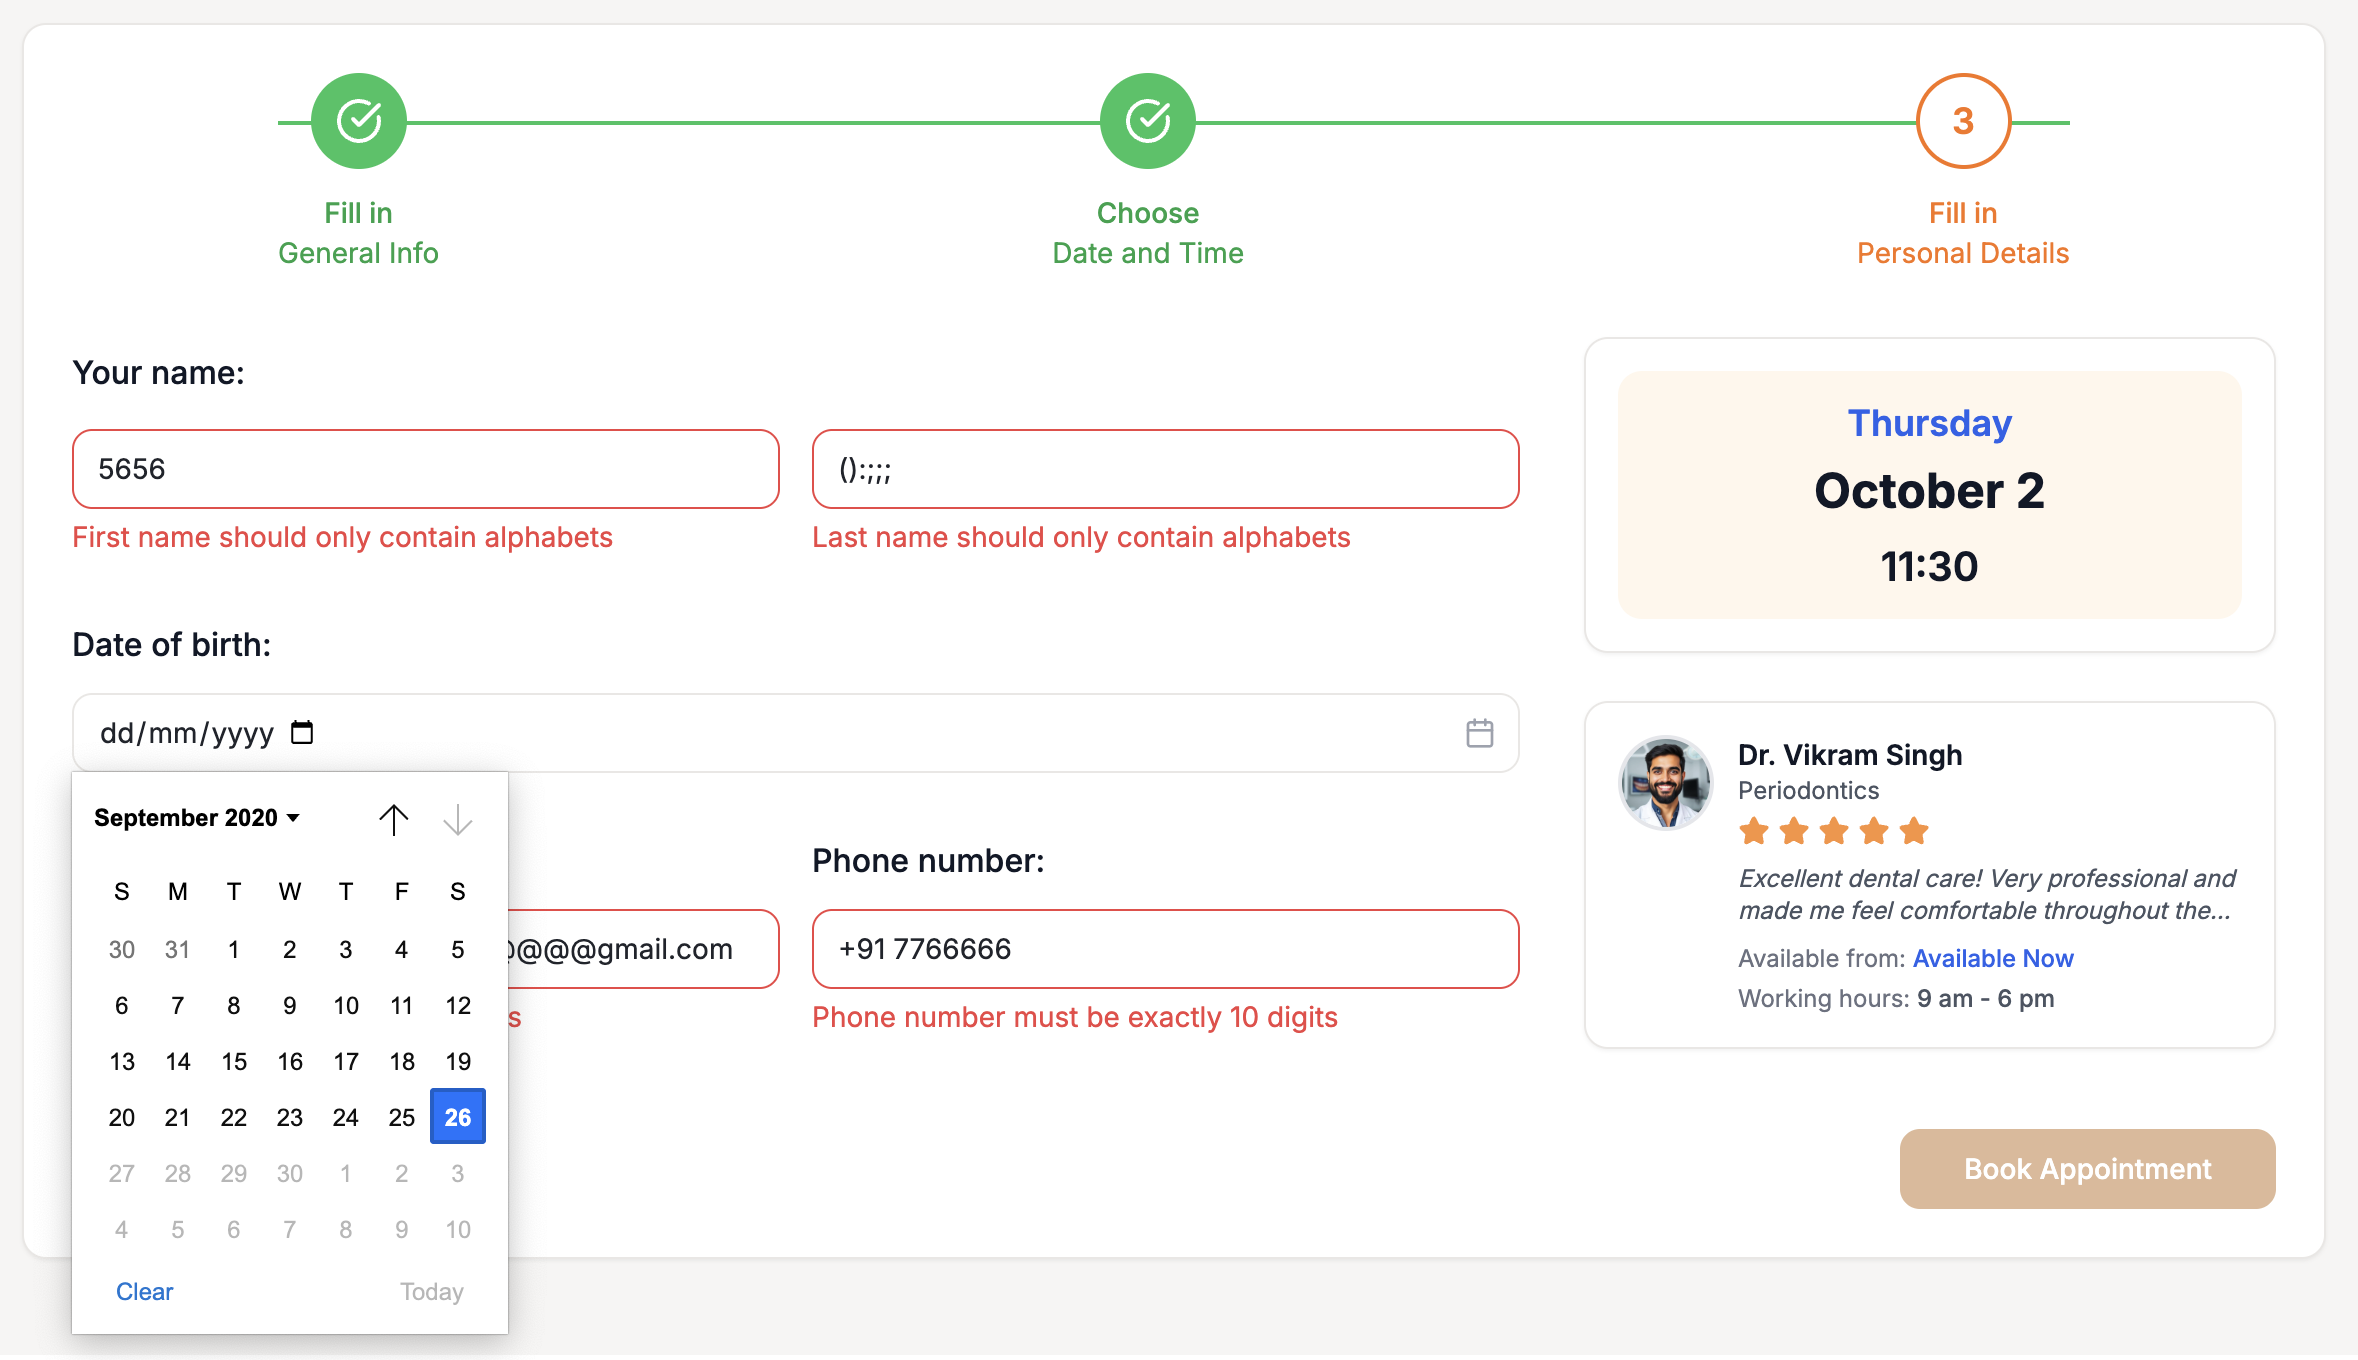 3
Fill in
General Info
Choose
Date and Time
Fill in
Personal Details
Your name:
5656
():;;;
First name should only contain alphabets
Last name should only contain alphabets
Date of birth:
dd/mm/yyyy
September 2020
S M T W T F S
30 31 1 2 3 4 5
6 7 8 9 10 11 12
13 14 15 16 17 18 19
20 21 22 23 24 25 26
27 28 29 30 1 2 3
4 5 6 7 8 9 10
Clear Today
@@@gmail.com
s
Phone number:
+91 7766666
Phone number must be exactly 10 digits
Thursday
October 2
11:30
Dr. Vikram Singh
Periodontics
Excellent dental care! Very professional and
made me feel comfortable throughout the...
Available from: Available Now
Working hours: 9 am - 6 pm
Book Appointment